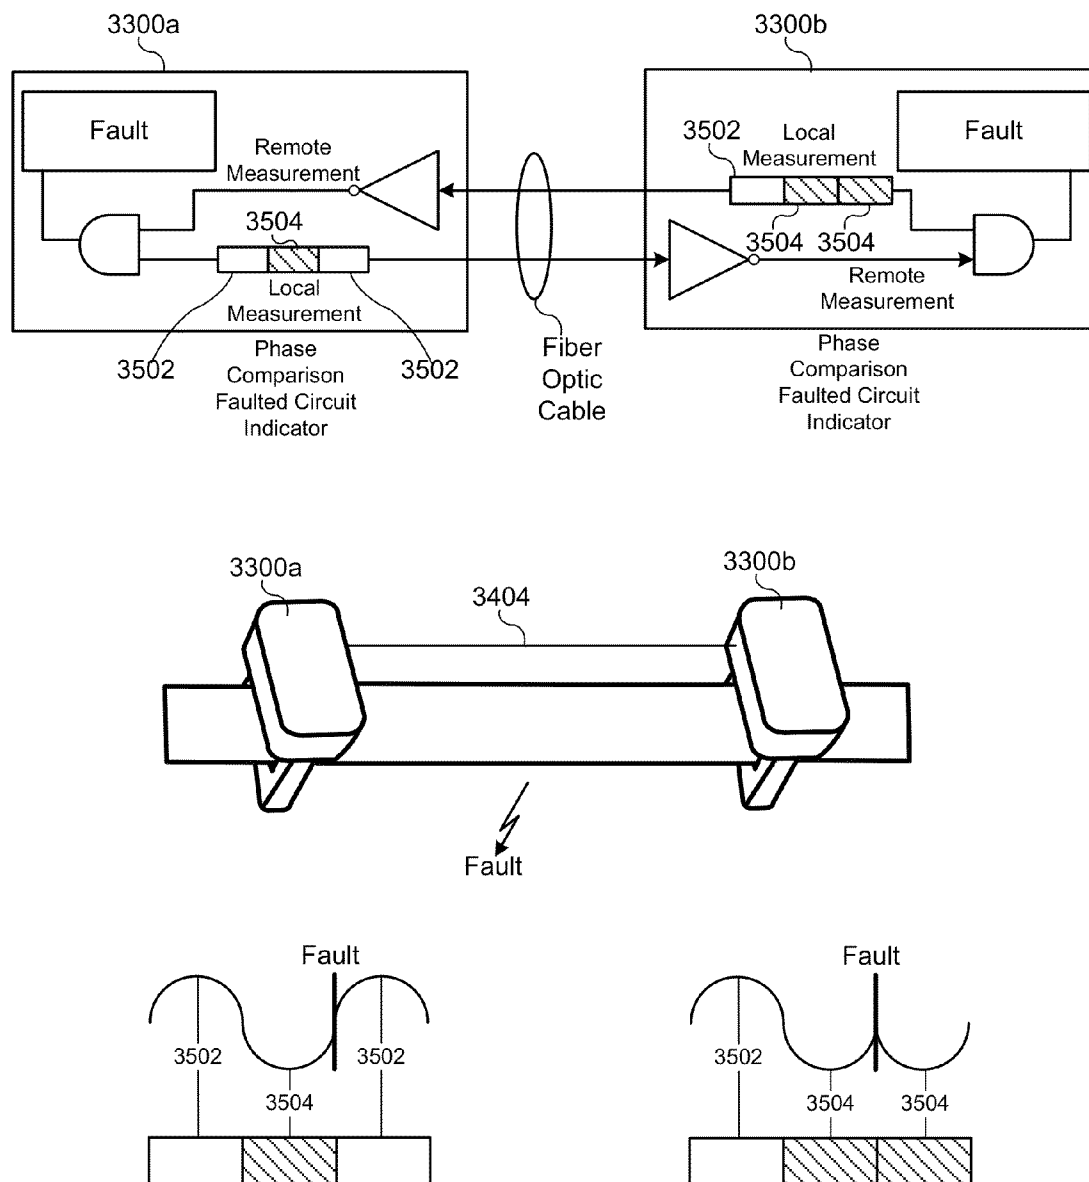 3300a
3300b
Fault
Remote
Measurement
3504
Local
Measurement
3502
3502
Phase
Comparison
Faulted Circuit
Indicator
Fiber
Optic
Cable
3502
Local
Measurement
Fault
3504
3504
Remote
Measurement
Phase
Comparison
Faulted Circuit
Indicator
3300a
3404
3300b
Fault
Fault
3502
3502
3504
Fault
3502
3504
3504